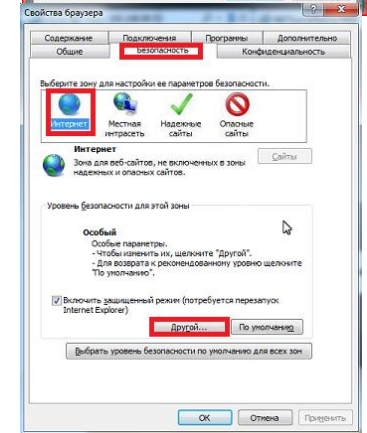 Свойства браузера
Содержание Подключения Программы Дополнительно
Общие Безопасность Конфиденциальность
Выберите зону для настройки ее параметров безопасности.
Интернет Местная интрасеть Надежные сайты Опасные сайты
Интернет
Зона для веб-сайтов, не включенных в зоны
надежных и опасных сайтов.
Сайты
Уровень безопасности для этой зоны
Особый
Особые параметры.
- Чтобы изменить их, щелкните "Другой".
- Для возврата к рекомендованному уровню щелкните
"По умолчанию".
Включить защищенный режим (потребуется перезапуск
Internet Explorer)
Другой... По умолчанию
Выбрать уровень безопасности по умолчанию для всех зон
OK Отмена Применить